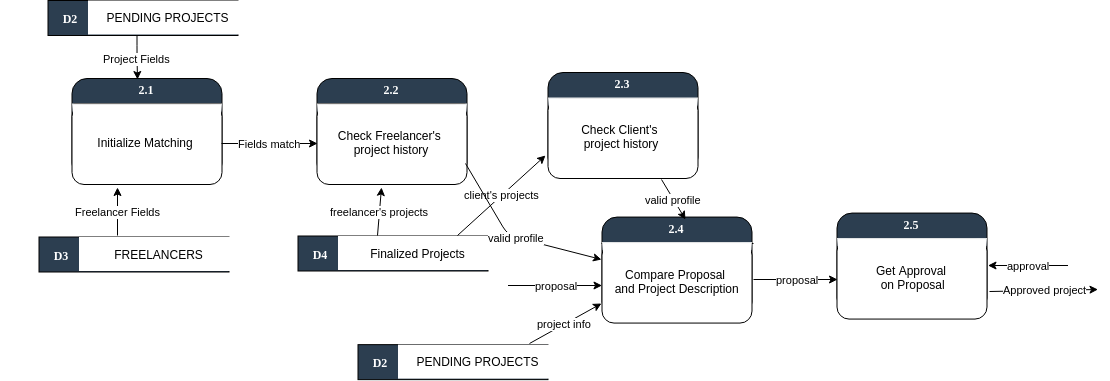 D2 PENDING PROJECTS
Project Fields
2.1
Initialize Matching
Freelancer Fields
D3 FREELANCERS
Fields match
2.2
Check Freelancer's
project history
freelancer's projects
D4 Finalized Projects
client's projects
valid profile
2.3
Check Client's
project history
valid profile
2.4
Compare Proposal
and Project Description
proposal
project info
D2 PENDING PROJECTS
proposal
2.5
Get Approval
on Proposal
approval
Approved project